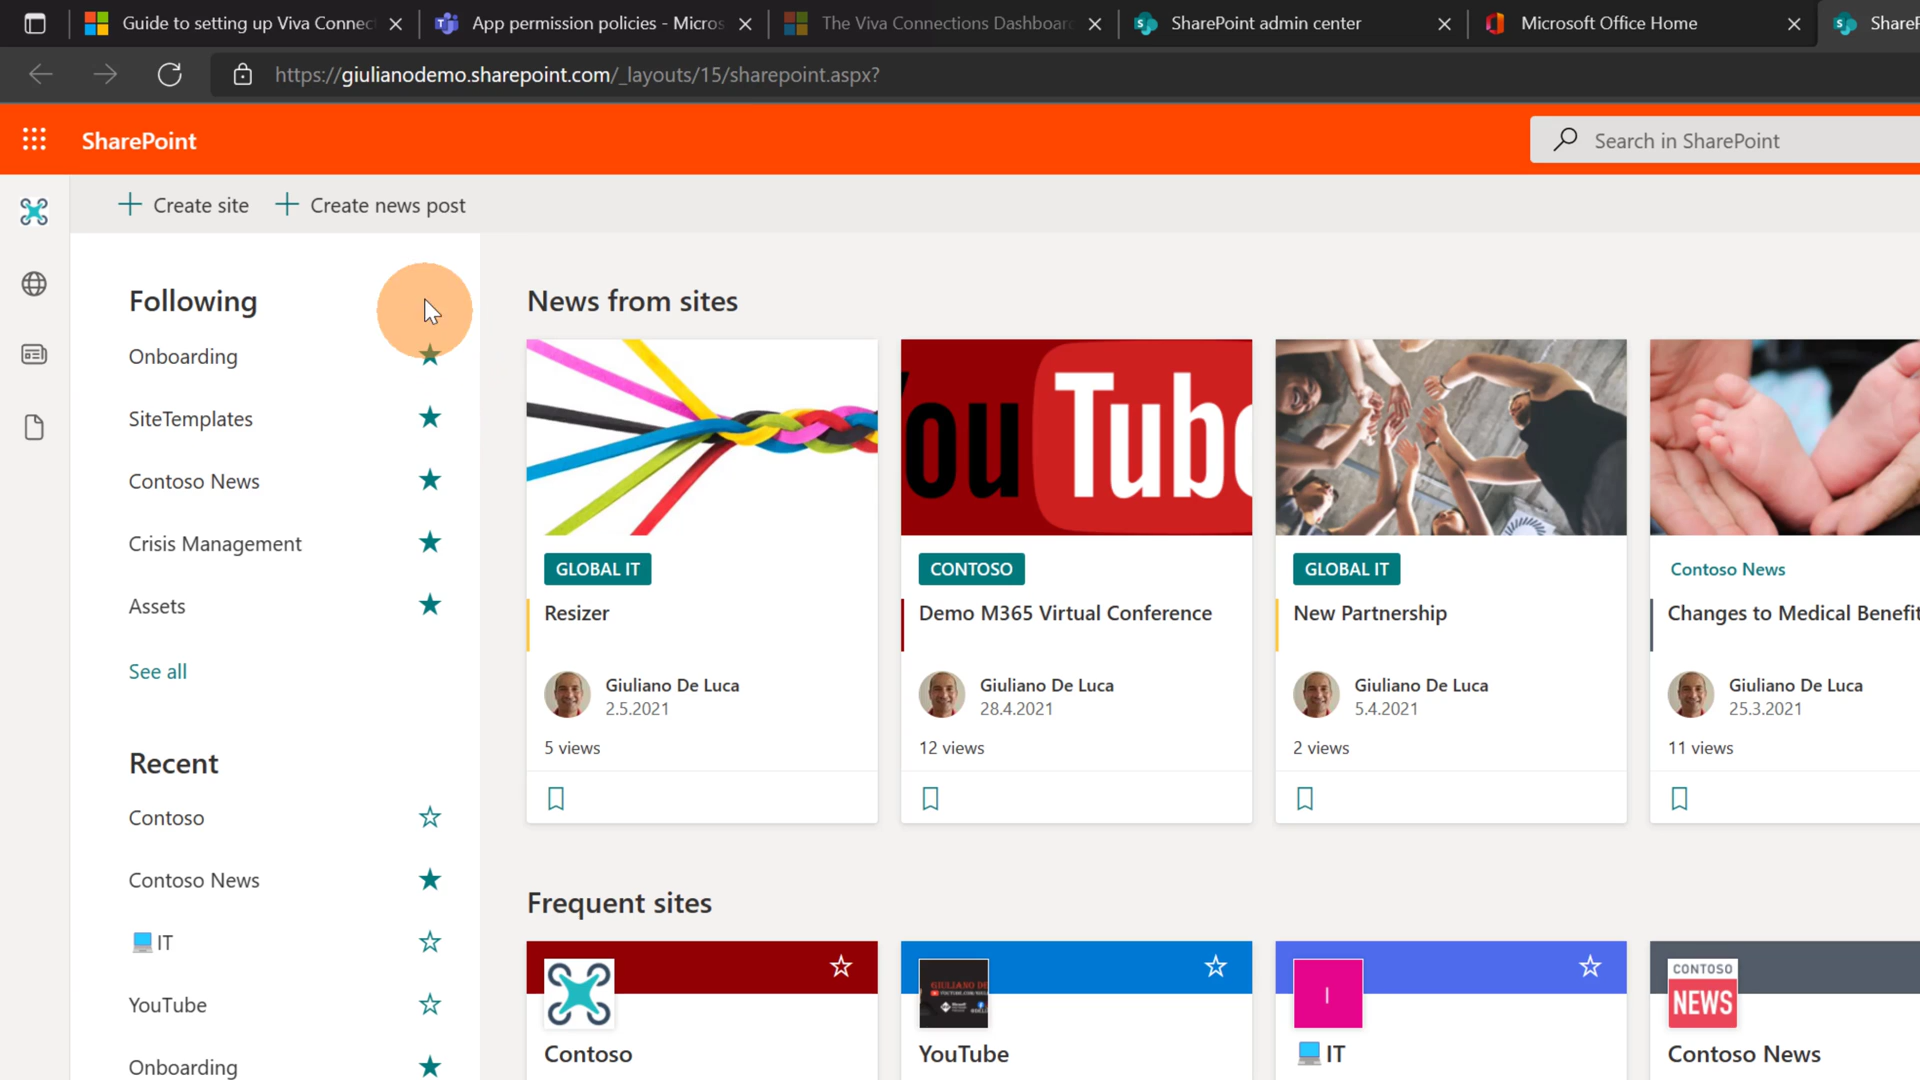 Guide to setting up Viva Connec
App permission policies - Micros
The Viva Connections Dashboard
SharePoint admin center
Microsoft Office Home
ShareP
https://giulianodemo.sharepoint.com/_layouts/15/sharepoint.aspx?
SharePoint
Search in SharePoint
Create site
Create news post
Following
Onboarding
SiteTemplates
Contoso News
Crisis Management
Assets
See all
Recent
Contoso
Contoso News
IT
YouTube
Onboarding
News from sites
GLOBAL IT
Resizer
Giuliano De Luca
2.5.2021
5 views
You Tube
CONTOSO
Demo M365 Virtual Conference
Giuliano De Luca
28.4.2021
12 views
GLOBAL IT
New Partnership
Giuliano De Luca
5.4.2021
2 views
Contoso News
Changes to Medical Benefit
Giuliano De Luca
25.3.2021
11 views
Frequent sites
Contoso
GIULIANO DE
YouTube
I
IT
CONTOSO
NEWS
Contoso News